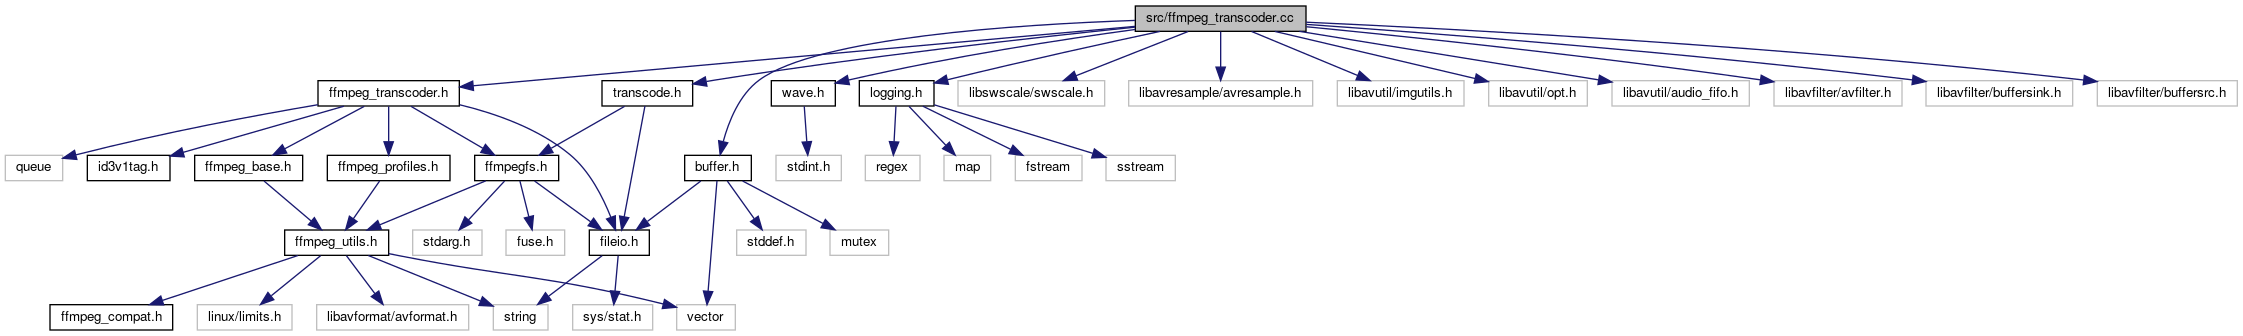 src/ffmpeg_transcoder.cc
ffmpeg_transcoder.h
transcode.h
wave.h
logging.h
libswscale/swscale.h
libavresample/avresample.h
libavutil/imgutils.h
libavutil/opt.h
libavutil/audio_fifo.h
libavfilter/avfilter.h
libavfilter/buffersink.h
libavfilter/buffersrc.h
queue
id3v1tag.h
ffmpeg_base.h
ffmpeg_profiles.h
ffmpegfs.h
buffer.h
stdint.h
regex
map
fstream
sstream
ffmpeg_utils.h
stdarg.h
fuse.h
fileio.h
stddef.h
mutex
ffmpeg_compat.h
linux/limits.h
libavformat/avformat.h
string
sys/stat.h
vector